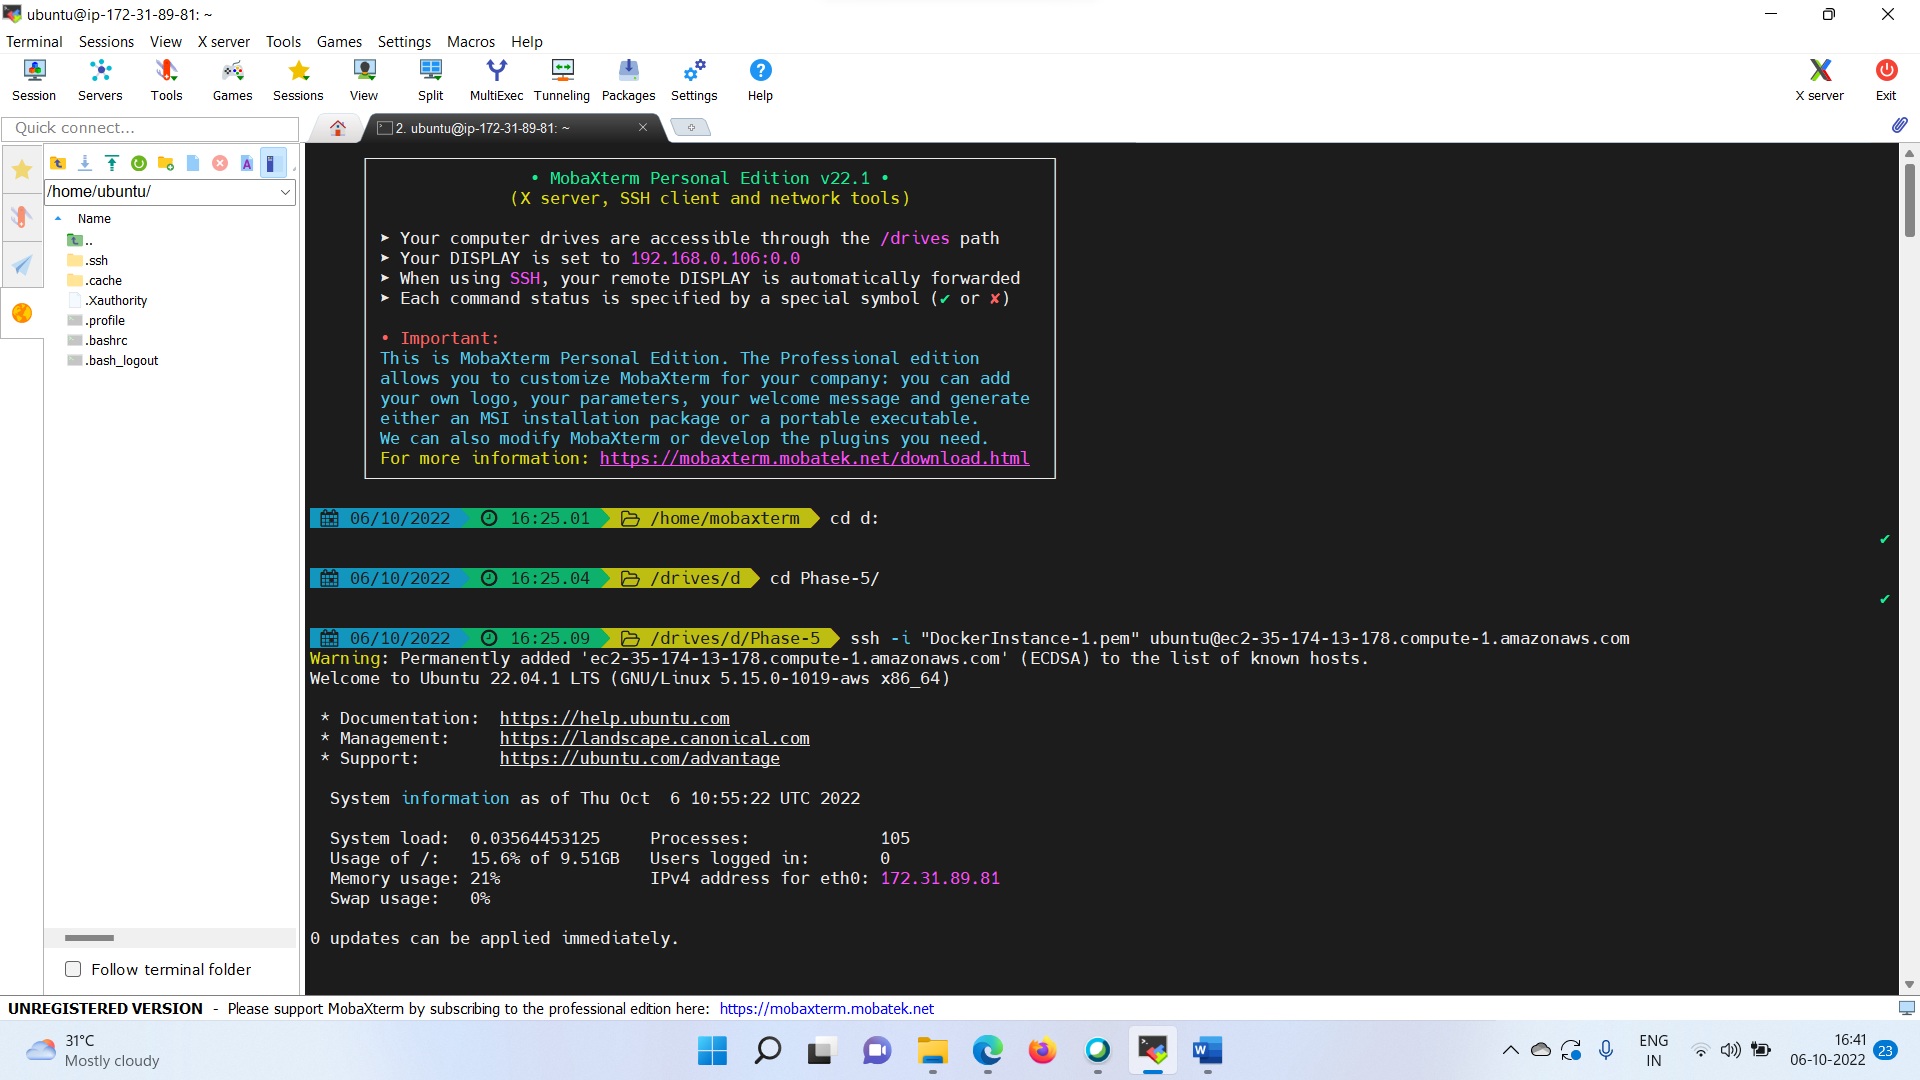 ubuntu@ip-172-31-89-81: ~
Terminal Sessions View X server Tools Games Settings Macros Help
Session Servers Tools Games Sessions View Split MultiExec Tunneling Packages Settings Help X server Exit
Quick connect...
2. ubuntu@ip-172-31-89-81: ~
/home/ubuntu/
Name
..
.ssh
.cache
.Xauthority
.profile
.bashrc
.bash_logout
Follow terminal folder
• MobaXterm Personal Edition v22.1 •
(X server, SSH client and network tools)
➤ Your computer drives are accessible through the /drives path
➤ Your DISPLAY is set to 192.168.0.106:0.0
➤ When using SSH, your remote DISPLAY is automatically forwarded
➤ Each command status is specified by a special symbol (✔ or ✘)
• Important:
This is MobaXterm Personal Edition. The Professional edition
allows you to customize MobaXterm for your company: you can add
your own logo, your parameters, your welcome message and generate
either an MSI installation package or a portable executable.
We can also modify MobaXterm or develop the plugins you need.
For more information: https://mobaxterm.mobatek.net/download.html
06/10/2022 16:25.01 /home/mobaxterm cd d:
✔
06/10/2022 16:25.04 /drives/d cd Phase-5/
✔
06/10/2022 16:25.09 /drives/d/Phase-5 ssh -i "DockerInstance-1.pem" ubuntu@ec2-35-174-13-178.compute-1.amazonaws.com
Warning: Permanently added 'ec2-35-174-13-178.compute-1.amazonaws.com' (ECDSA) to the list of known hosts.
Welcome to Ubuntu 22.04.1 LTS (GNU/Linux 5.15.0-1019-aws x86_64)
* Documentation: https://help.ubuntu.com
* Management: https://landscape.canonical.com
* Support: https://ubuntu.com/advantage
System information as of Thu Oct 6 10:55:22 UTC 2022
System load: 0.03564453125 Processes: 105
Usage of /: 15.6% of 9.51GB Users logged in: 0
Memory usage: 21% IPv4 address for eth0: 172.31.89.81
Swap usage: 0%
0 updates can be applied immediately.
UNREGISTERED VERSION - Please support MobaXterm by subscribing to the professional edition here: https://mobaxterm.mobatek.net
31°C
Mostly cloudy
ENG
IN
16:41
06-10-2022
23